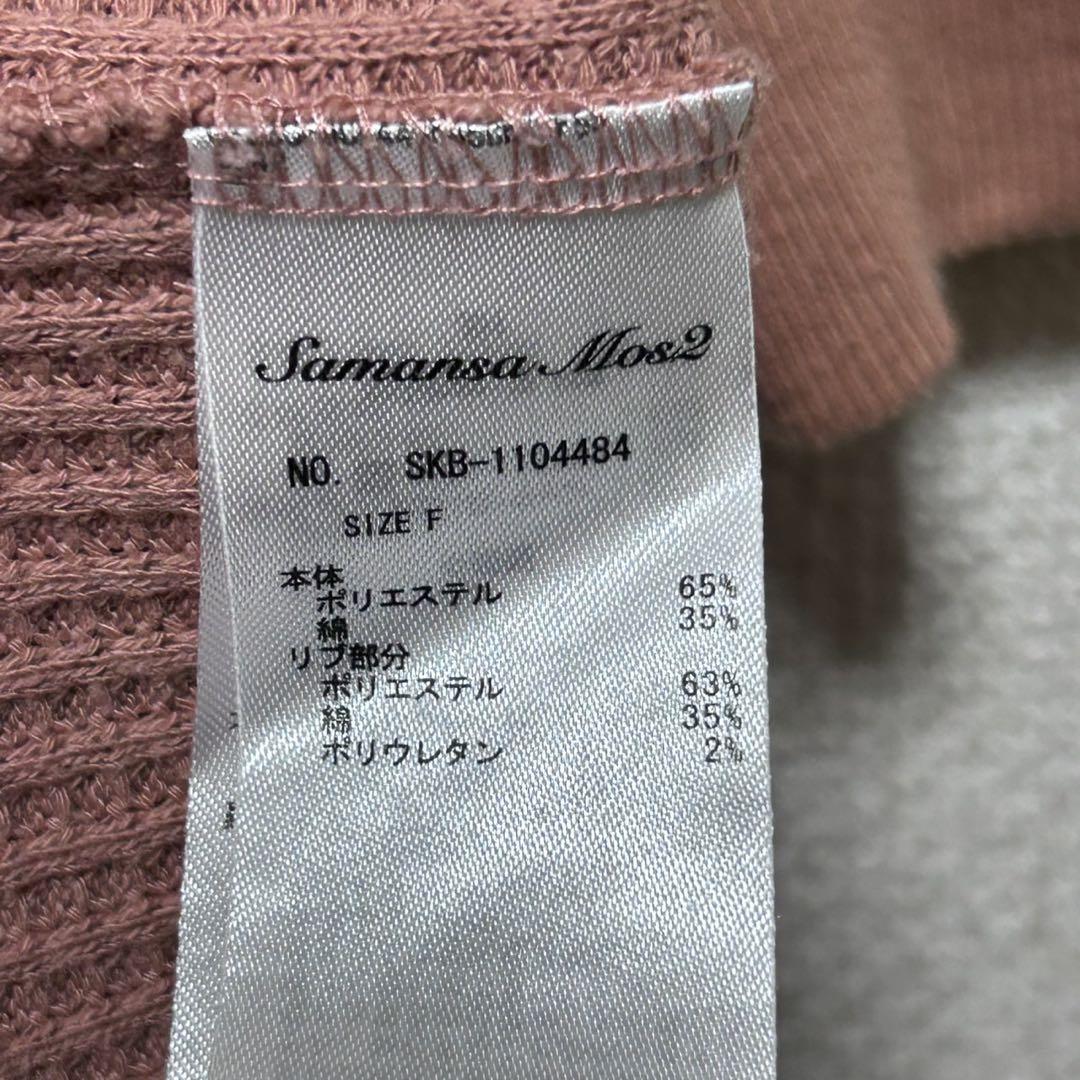 Samansa Mos2
NO. SKB-1104484
SIZE F
本体
ポリエステル 65%
綿 35%
リブ部分
ポリエステル 63%
綿 35%
ポリウレタン 2%